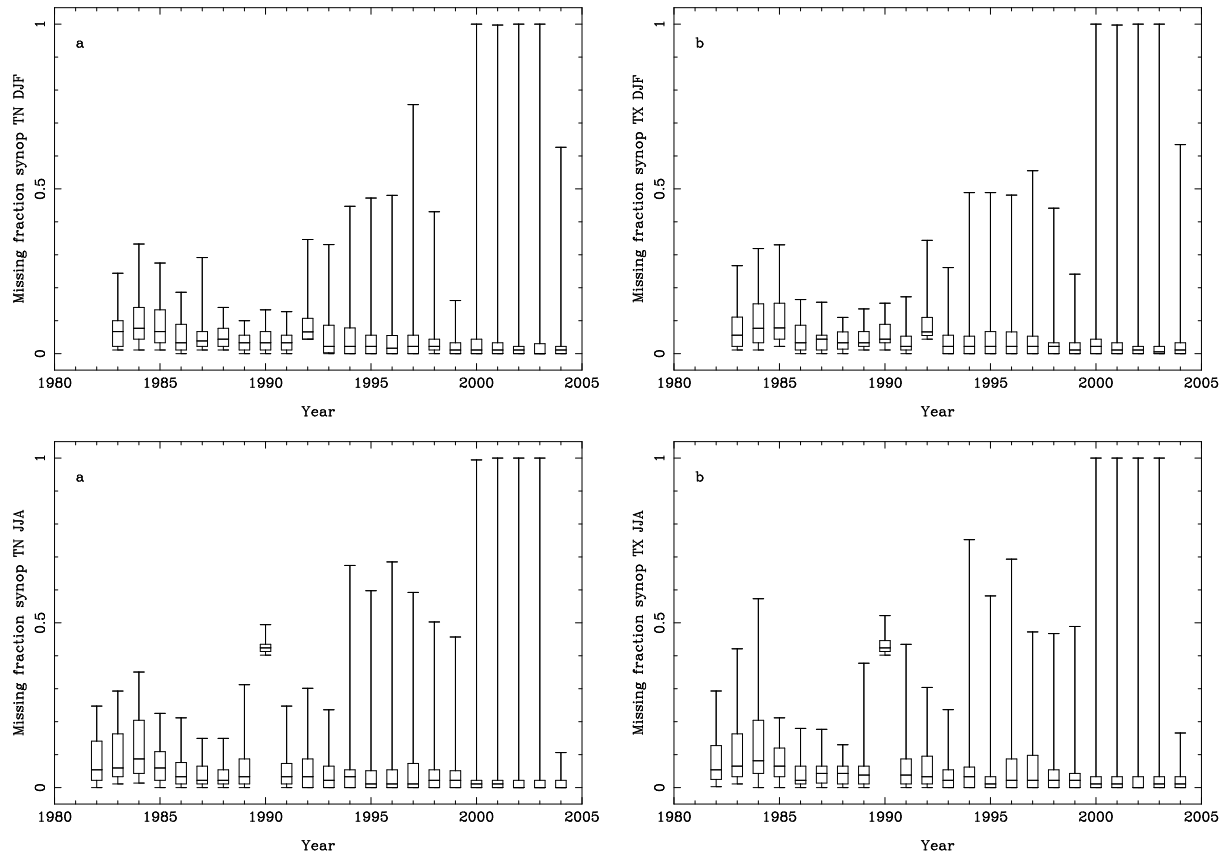 a
Missing fraction synop TN DJF
1
0.5
0
1980 1985 1990 1995 2000 2005
Year
b
Missing fraction synop TX DJF
1
0.5
0
1980 1985 1990 1995 2000 2005
Year
a
Missing fraction synop TN JJA
1
0.5
0
1980 1985 1990 1995 2000 2005
Year
b
Missing fraction synop TX JJA
1
0.5
0
1980 1985 1990 1995 2000 2005
Year